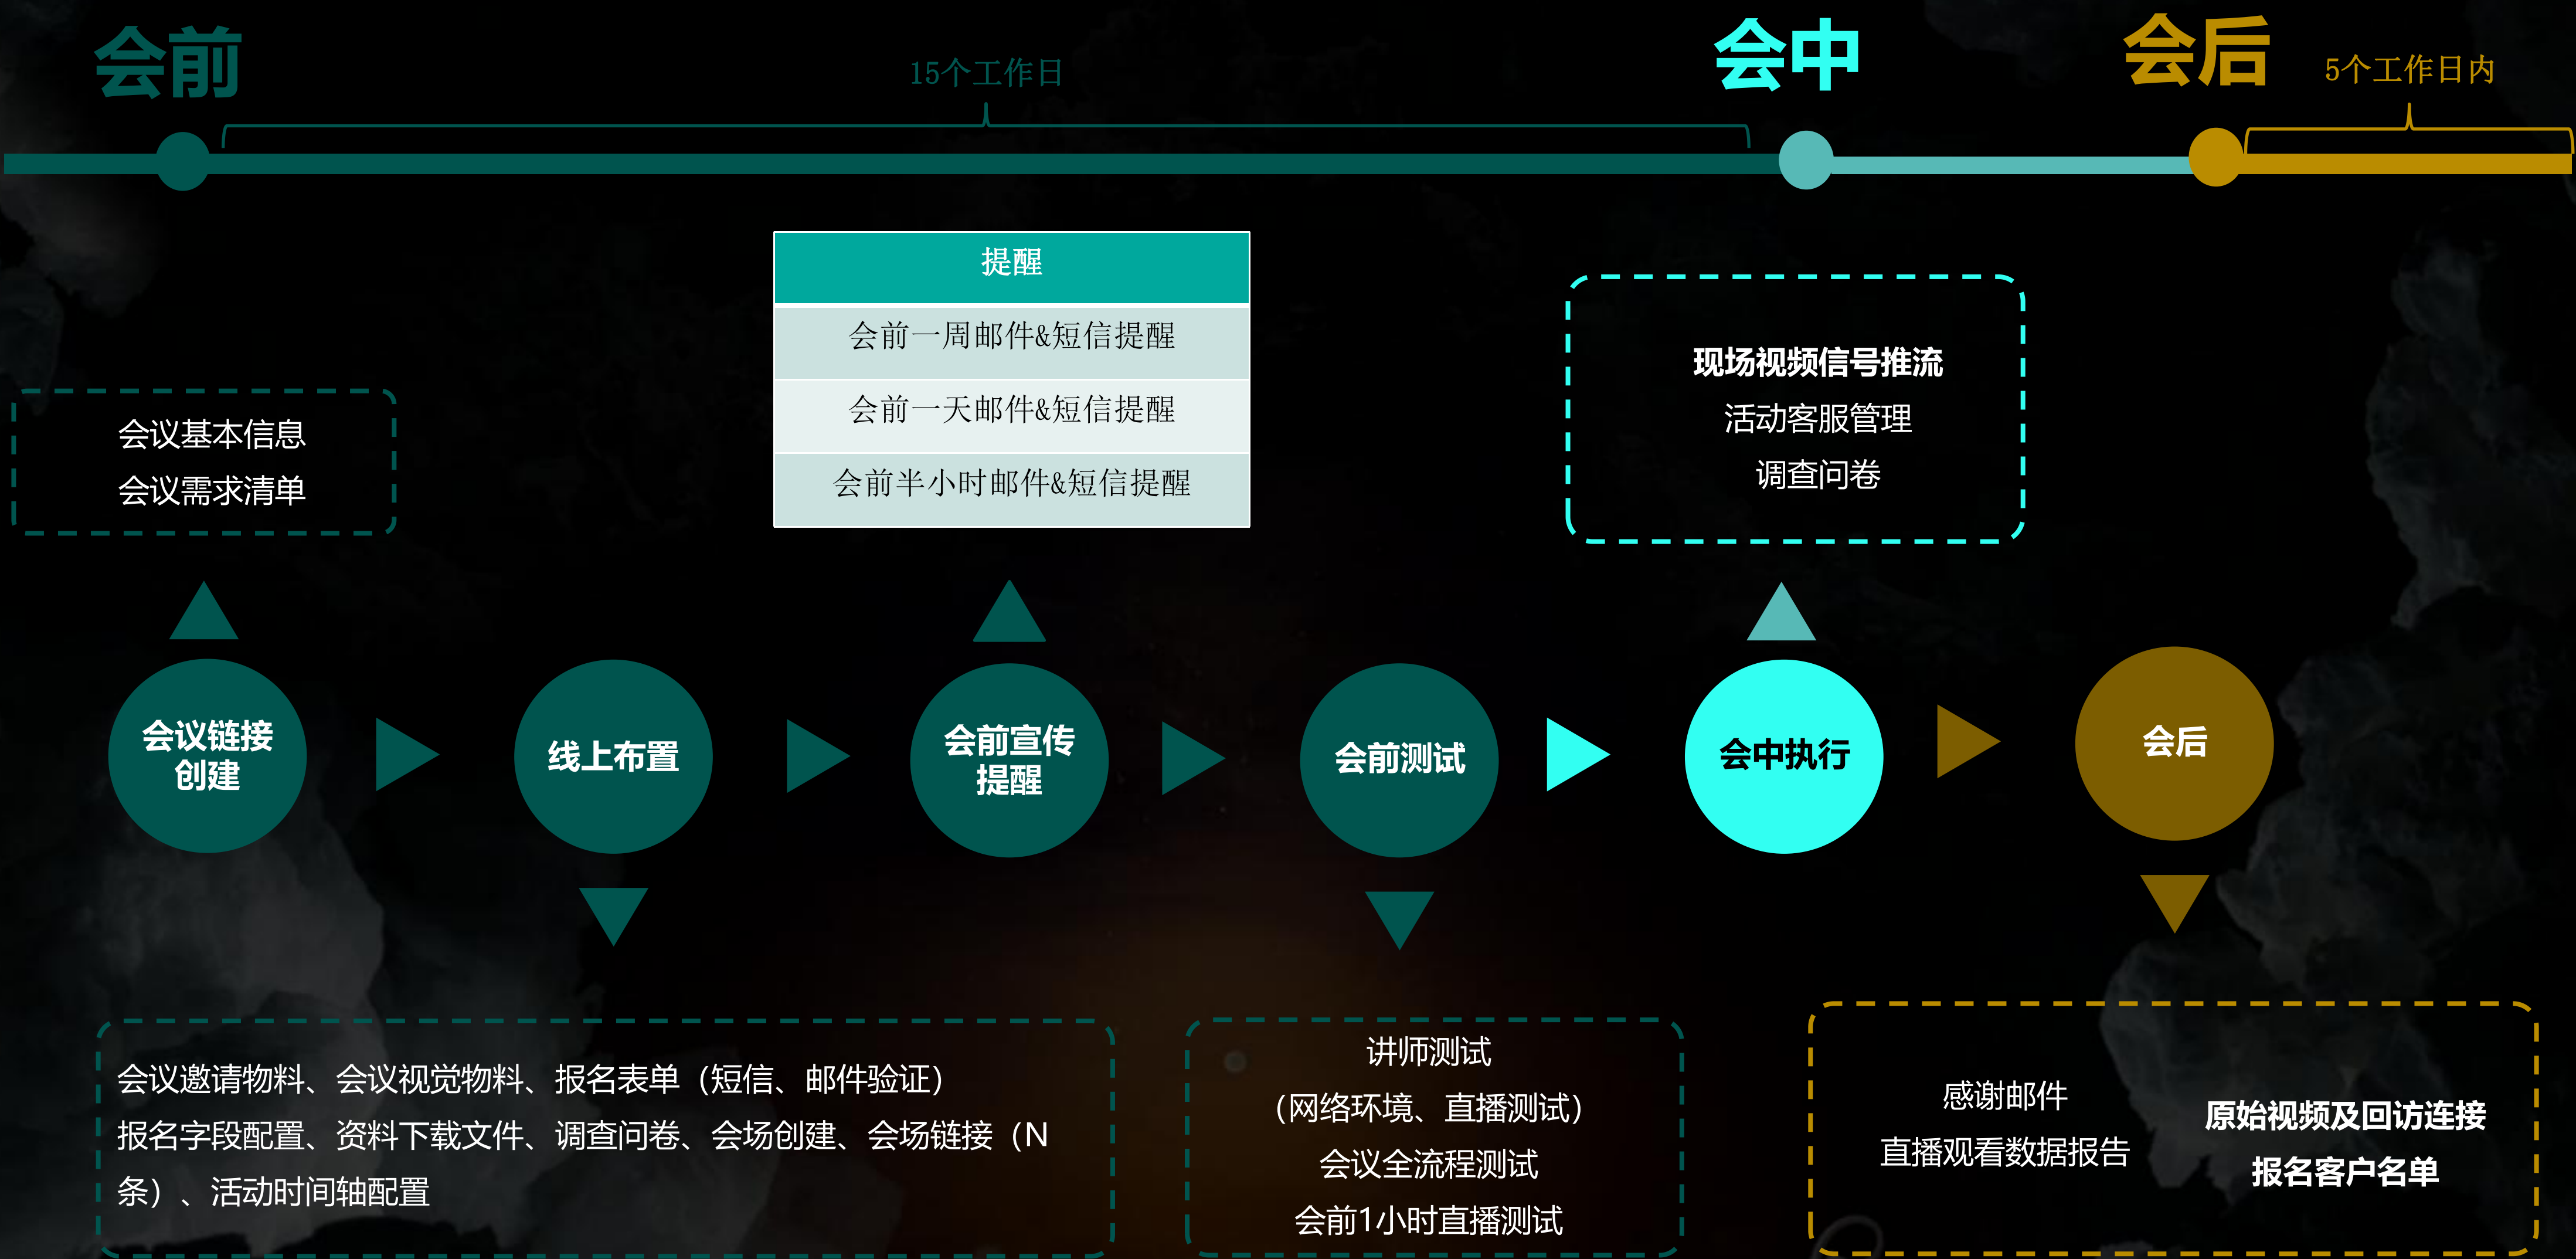 会前
15个工作日
会中
会后
5个工作日内
提醒
会前一周邮件&短信提醒
会前一天邮件&短信提醒
会前半小时邮件&短信提醒
现场视频信号推流
活动客服管理
调查问卷
会议基本信息
会议需求清单
会议链接
创建
线上布置
会前宣传
提醒
会前测试
会中执行
会后
会议邀请物料、会议视觉物料、报名表单（短信、邮件验证）
报名字段配置、资料下载文件、调查问卷、会场创建、会场链接（N
条）、活动时间轴配置
讲师测试
（网络环境、直播测试）
会议全流程测试
会前1小时直播测试
感谢邮件
直播观看数据报告
原始视频及回访连接
报名客户名单